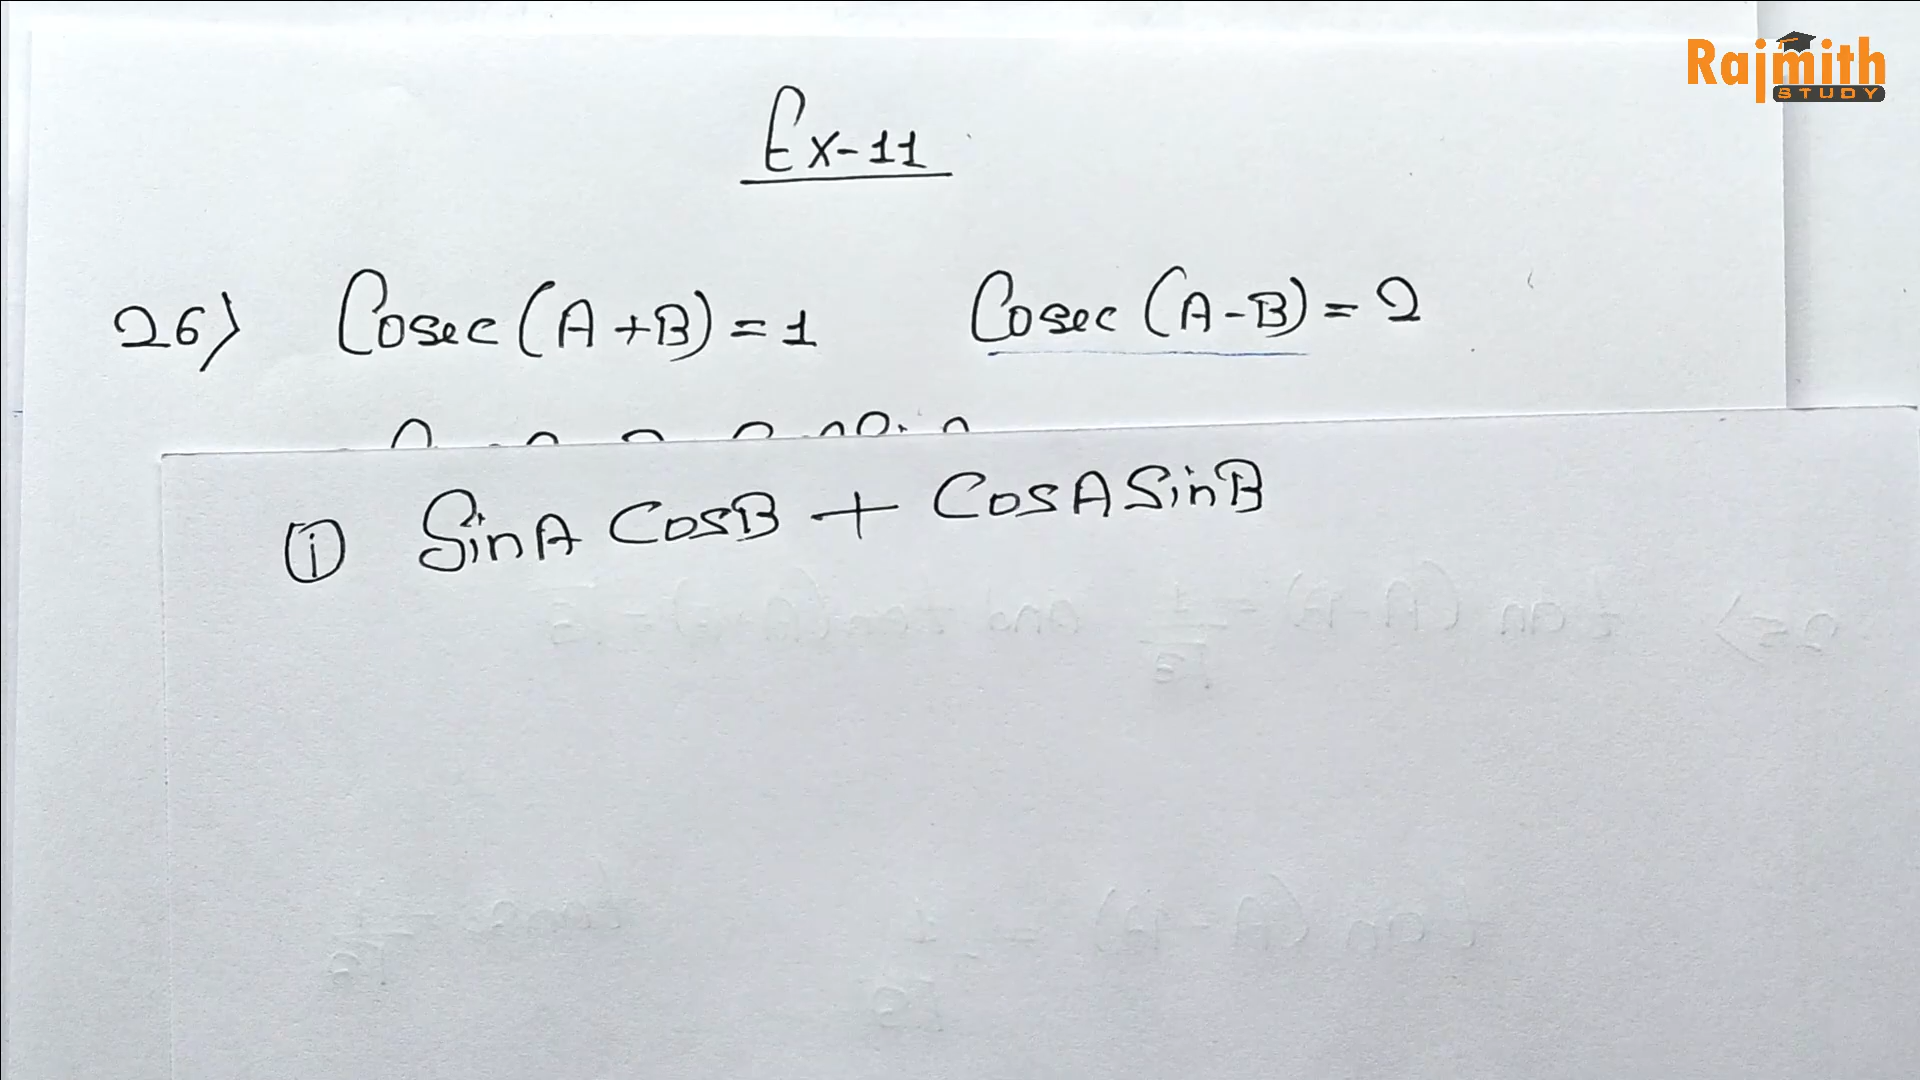 Rajmith
STUDY
Ex-11
26) Cosec(A+B)=1 Cosec(A-B)=2
i SinA CosB + CosA SinB